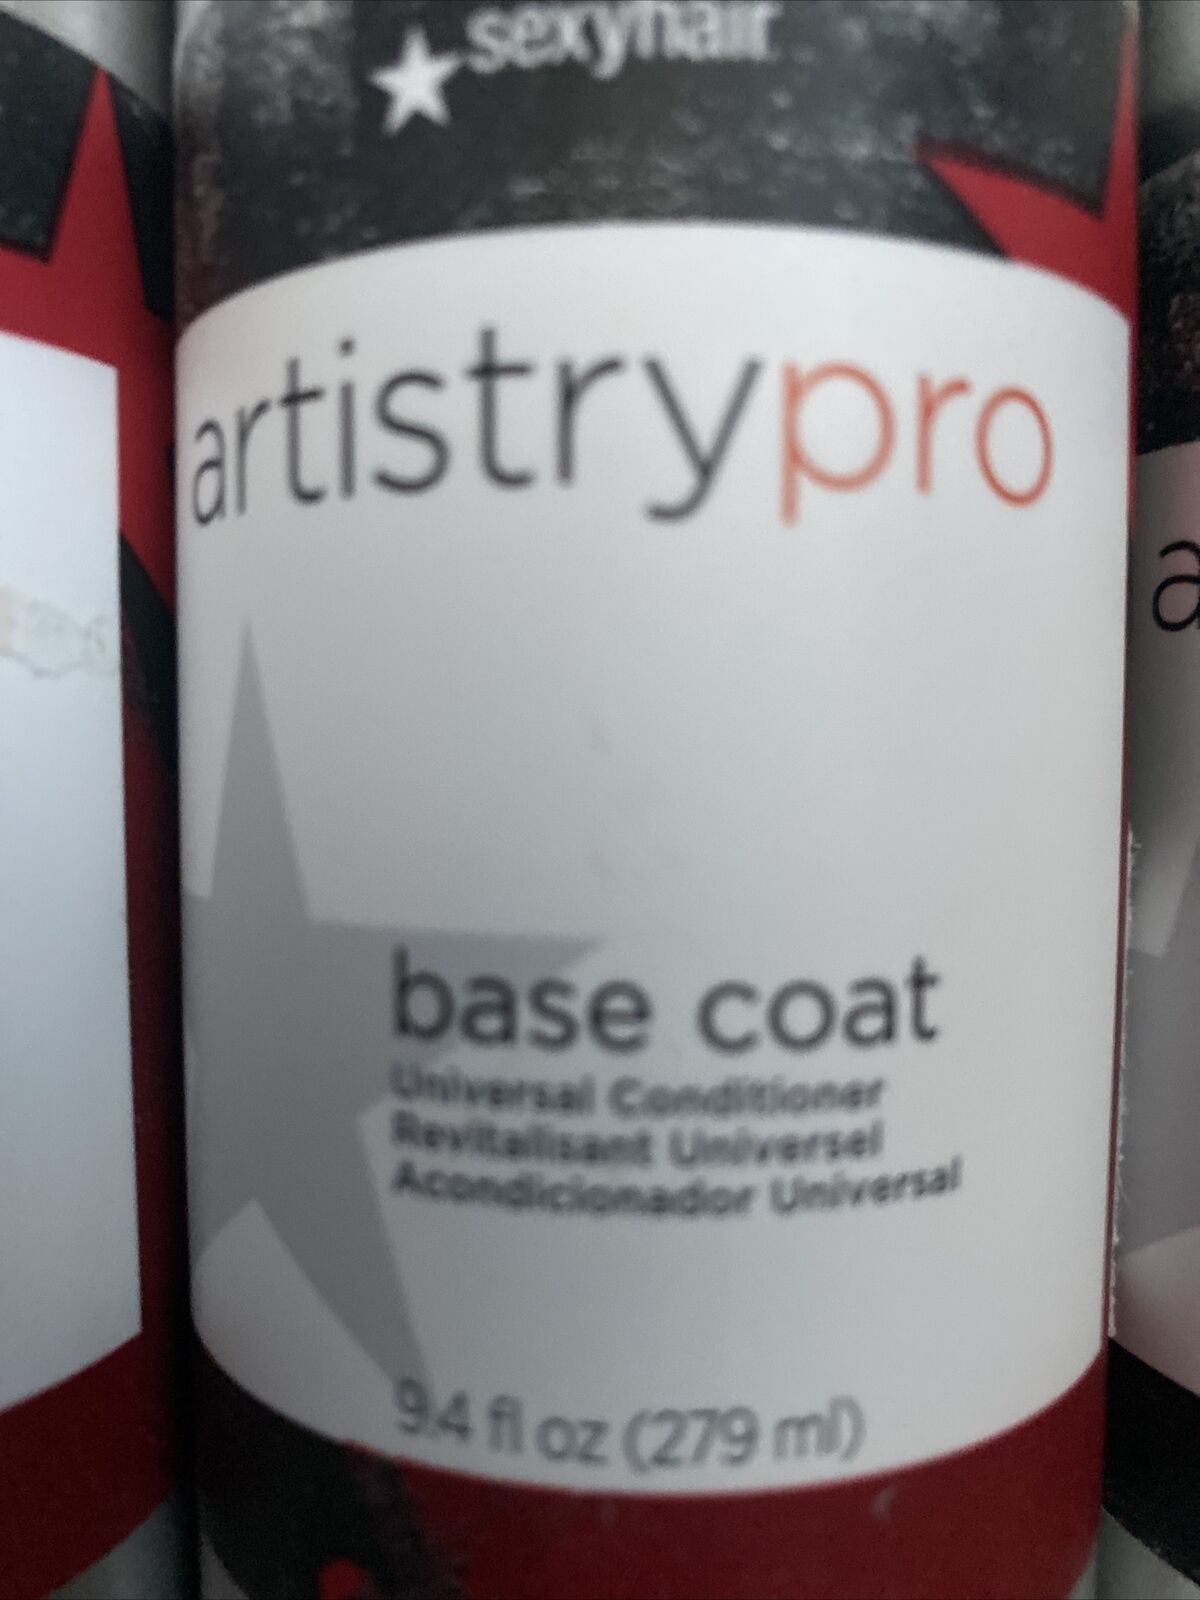 sexyhair
artistrypro
base coat
Universal Conditioner
Revitalisant Universel
Acondicionador Universal
9.4 fl oz (279 ml)
a